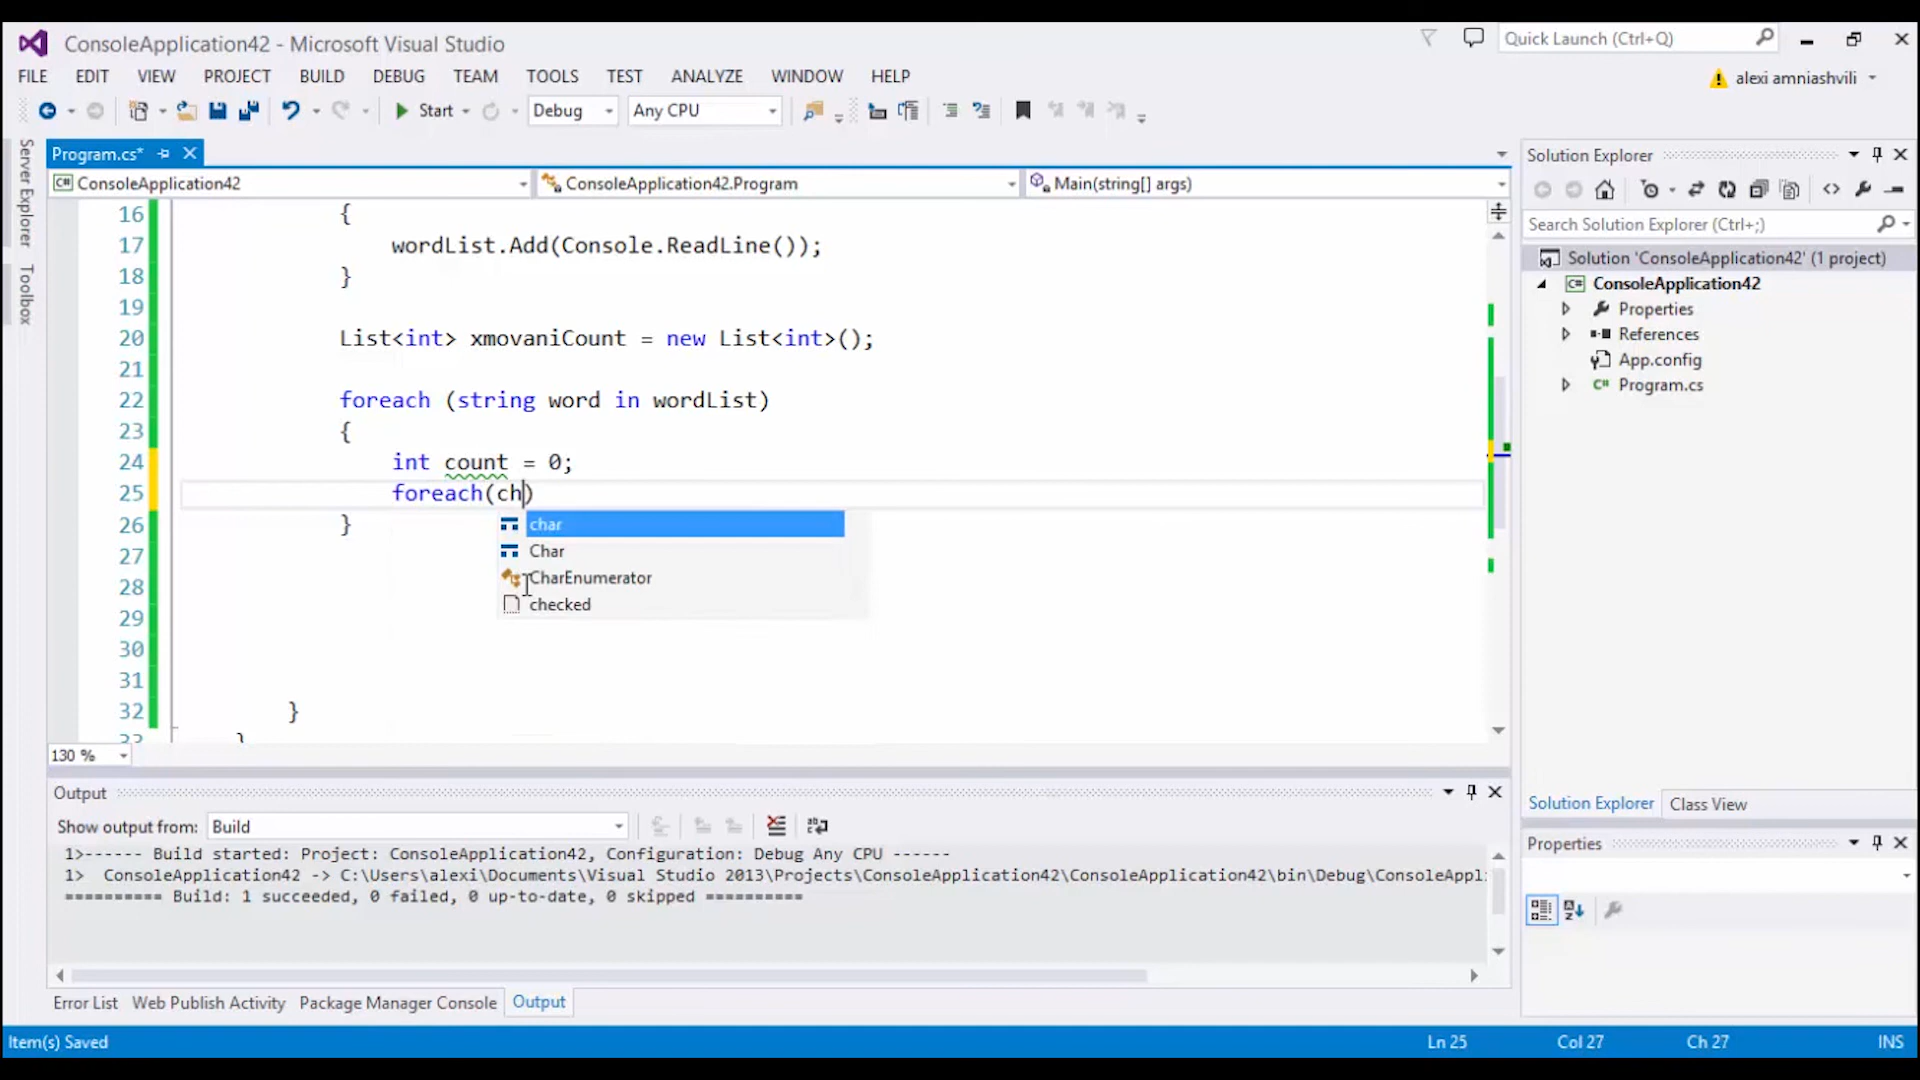 ConsoleApplication42 - Microsoft Visual Studio
Quick Launch (Ctrl+Q)
FILE EDIT VIEW PROJECT BUILD DEBUG TEAM TOOLS TEST ANALYZE WINDOW HELP
alexi amniashvili
Start Debug Any CPU
Server Explorer
Toolbox
Program.cs*
ConsoleApplication42 ConsoleApplication42.Program Main(string[] args)
16 {
17 wordList.Add(Console.ReadLine());
18 }
19
20 List<int> xmovaniCount = new List<int>();
21
22 foreach (string word in wordList)
23 {
24 int count = 0;
25 foreach(ch)
26 }
27
28
29
30
31
32 }
33 }
char
Char
CharEnumerator
checked
130 %
Output
Show output from: Build
1>------ Build started: Project: ConsoleApplication42, Configuration: Debug Any CPU ------
1> ConsoleApplication42 -> C:\Users\alexi\Documents\Visual Studio 2013\Projects\ConsoleApplication42\ConsoleApplication42\bin\Debug\ConsoleAppl
========== Build: 1 succeeded, 0 failed, 0 up-to-date, 0 skipped ==========
Error List Web Publish Activity Package Manager Console Output
Solution Explorer
Search Solution Explorer (Ctrl+;)
Solution 'ConsoleApplication42' (1 project)
C# ConsoleApplication42
Properties
References
App.config
C# Program.cs
Solution Explorer Class View
Properties
Item(s) Saved Ln 25 Col 27 Ch 27 INS